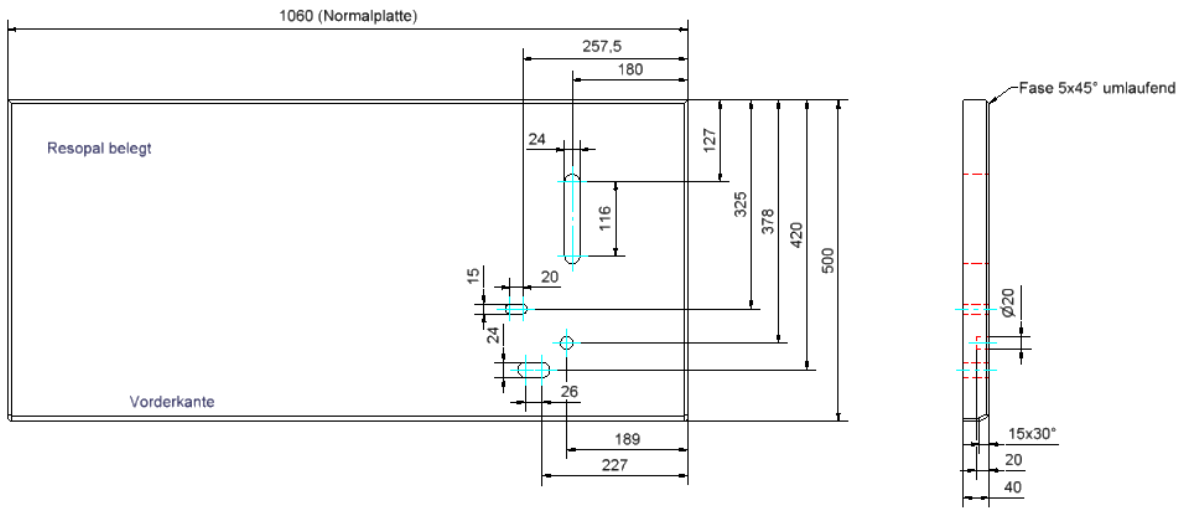 1060 (Normalplatte)
257,5
180
Fase 5x45° umlaufend
Resopal belegt
24
127
116
325
378
420
500
15
20
24
26
Vorderkante
189
227
Ø20
15x30°
20
40